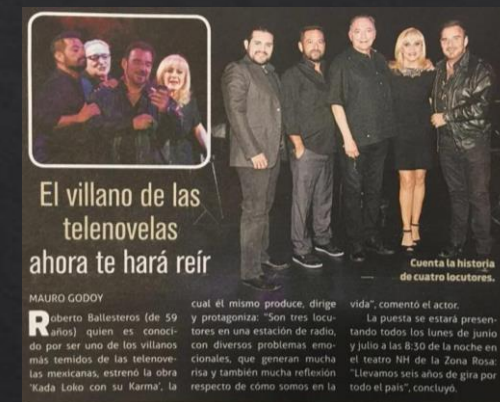 El villano de las
telenovelas
ahora te hará reír
Cuenta la historia
de cuatro locutores.
MAURO GODOY
Roberto Ballesteros (de 59
años) quien es conoci-
do por ser uno de los villanos
más temidos de las telenove-
las mexicanas, estrenó la obra
'Kada Loko con su Karma', la
cual él mismo produce, dirige
y protagoniza: "Son tres locu-
tores en una estación de radio,
con diversos problemas emo-
cionales, que generan mucha
risa y también mucha reflexión
respecto de cómo somos en la
vida", comentó el actor.
La puesta se estará presen-
tando todos los lunes de junio
y julio a las 8:30 de la noche en
el teatro NH de la Zona Rosa:
"Llevamos seis años de gira por
todo el país", concluyó.